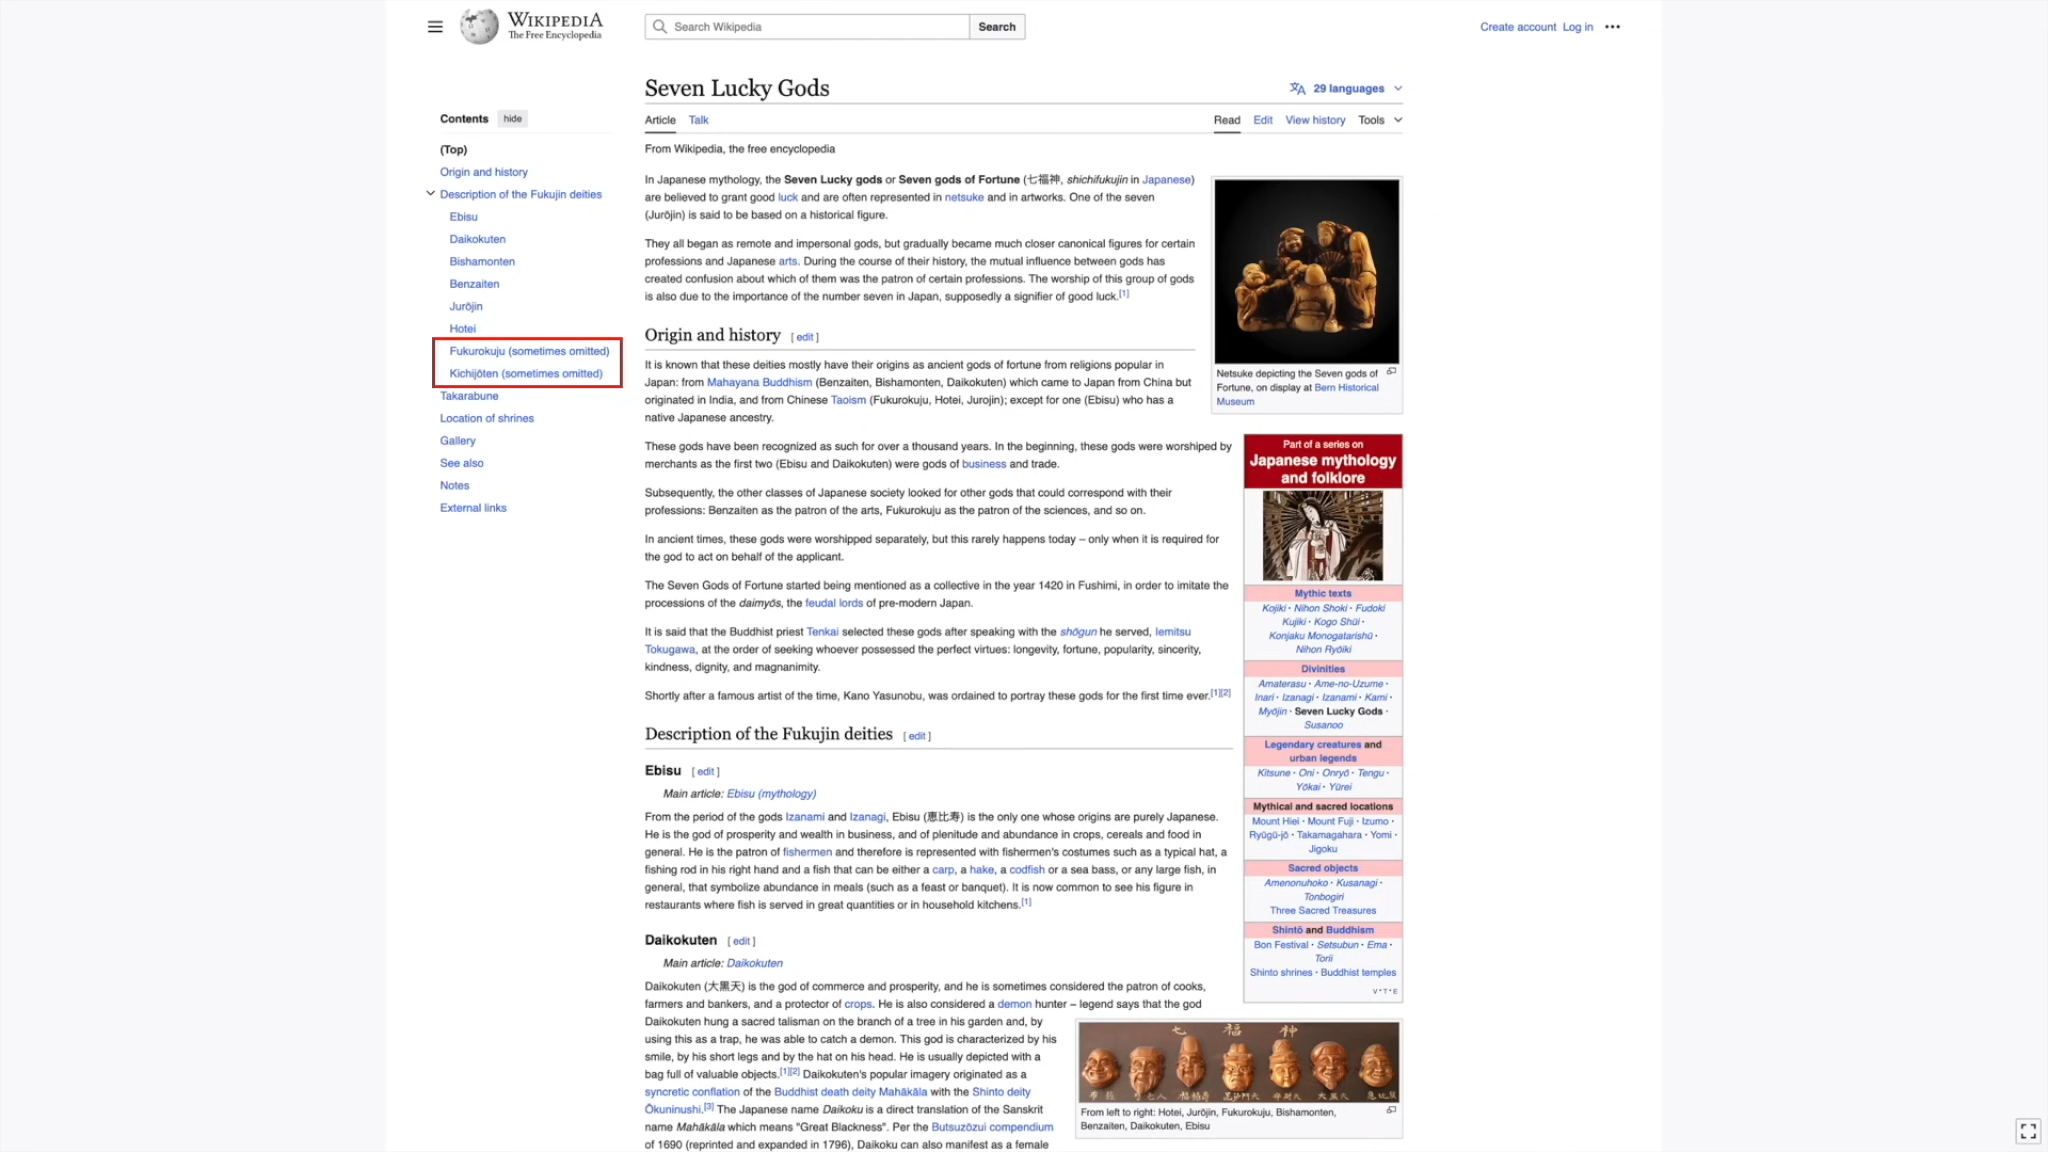 WIKIPEDIA
The Free Encyclopedia
Search Wikipedia
Search
Create account Log in
Seven Lucky Gods
29 languages
Article Talk
Read Edit View history Tools
From Wikipedia, the free encyclopedia
Contents hide
(Top)
Origin and history
Description of the Fukujin deities
Ebisu
Daikokuten
Bishamonten
Benzaiten
Jurōjin
Hotei
Fukurokuju (sometimes omitted)
Kichijōten (sometimes omitted)
Takarabune
Location of shrines
Gallery
See also
Notes
External links
In Japanese mythology, the Seven Lucky gods or Seven gods of Fortune (七福神, shichifukujin in Japanese)
are believed to grant good luck and are often represented in netsuke and in artworks. One of the seven
(Jurōjin) is said to be based on a historical figure.
They all began as remote and impersonal gods, but gradually became much closer canonical figures for certain
professions and Japanese arts. During the course of their history, the mutual influence between gods has
created confusion about which of them was the patron of certain professions. The worship of this group of gods
is also due to the importance of the number seven in Japan, supposedly a signifier of good luck.[1]
Origin and history [ edit ]
It is known that these deities mostly have their origins as ancient gods of fortune from religions popular in
Japan: from Mahayana Buddhism (Benzaiten, Bishamonten, Daikokuten) which came to Japan from China but
originated in India, and from Chinese Taoism (Fukurokuju, Hotei, Jurojin); except for one (Ebisu) who has a
native Japanese ancestry.
These gods have been recognized as such for over a thousand years. In the beginning, these gods were worshiped by
merchants as the first two (Ebisu and Daikokuten) were gods of business and trade.
Subsequently, the other classes of Japanese society looked for other gods that could correspond with their
professions: Benzaiten as the patron of the arts, Fukurokuju as the patron of the sciences, and so on.
In ancient times, these gods were worshipped separately, but this rarely happens today – only when it is required for
the god to act on behalf of the applicant.
The Seven Gods of Fortune started being mentioned as a collective in the year 1420 in Fushimi, in order to imitate the
processions of the daimyōs, the feudal lords of pre-modern Japan.
It is said that the Buddhist priest Tenkai selected these gods after speaking with the shōgun he served, Iemitsu
Tokugawa, at the order of seeking whoever possessed the perfect virtues: longevity, fortune, popularity, sincerity,
kindness, dignity, and magnanimity.
Shortly after a famous artist of the time, Kano Yasunobu, was ordained to portray these gods for the first time ever.[1][2]
Description of the Fukujin deities [ edit ]
Ebisu [ edit ]
Main article: Ebisu (mythology)
From the period of the gods Izanami and Izanagi, Ebisu (恵比寿) is the only one whose origins are purely Japanese.
He is the god of prosperity and wealth in business, and of plenitude and abundance in crops, cereals and food in
general. He is the patron of fishermen and therefore is represented with fishermen's costumes such as a typical hat, a
fishing rod in his right hand and a fish that can be either a carp, a hake, a codfish or a sea bass, or any large fish, in
general, that symbolize abundance in meals (such as a feast or banquet). It is now common to see his figure in
restaurants where fish is served in great quantities or in household kitchens.[1]
Daikokuten [ edit ]
Main article: Daikokuten
Daikokuten (大黒天) is the god of commerce and prosperity, and he is sometimes considered the patron of cooks,
farmers and bankers, and a protector of crops. He is also considered a demon hunter – legend says that the god
Daikokuten hung a sacred talisman on the branch of a tree in his garden and, by
using this as a trap, he was able to catch a demon. This god is characterized by his
smile, by his short legs and by the hat on his head. He is usually depicted with a
bag full of valuable objects.[1][2] Daikokuten's popular imagery originated as a
syncretic conflation of the Buddhist death deity Mahākāla with the Shinto deity
Ōkuninushi.[3] The Japanese name Daikoku is a direct translation of the Sanskrit
name Mahākāla which means "Great Blackness". Per the Butsuzōzui compendium
of 1690 (reprinted and expanded in 1796), Daikoku can also manifest as a female
Netsuke depicting the Seven gods of
Fortune, on display at Bern Historical
Museum
Part of a series on
Japanese mythology
and folklore
Mythic texts
Kojiki · Nihon Shoki · Fudoki
Kujiki · Kogo Shūi ·
Konjaku Monogatarishū ·
Nihon Ryōiki
Divinities
Amaterasu · Ame-no-Uzume ·
Inari · Izanagi · Izanami · Kami ·
Myōjin · Seven Lucky Gods ·
Susanoo
Legendary creatures and
urban legends
Kitsune · Oni · Onryō · Tengu ·
Yōkai · Yūrei
Mythical and sacred locations
Mount Hiei · Mount Fuji · Izumo ·
Ryūgū-jō · Takamagahara · Yomi ·
Jigoku
Sacred objects
Amenonuhoko · Kusanagi ·
Tonbogiri
Three Sacred Treasures
Shintō and Buddhism
Bon Festival · Setsubun · Ema ·
Torii
Shinto shrines · Buddhist temples
V·T·E
七福神
From left to right: Hotei, Jurōjin, Fukurokuju, Bishamonten,
Benzaiten, Daikokuten, Ebisu